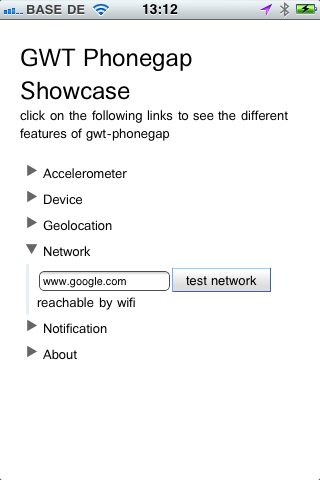 BASE DE 13:12
GWT Phonegap
Showcase
click on the following links to see the different
features of gwt-phonegap
Accelerometer
Device
Geolocation
Network
www.google.com test network
reachable by wifi
Notification
About